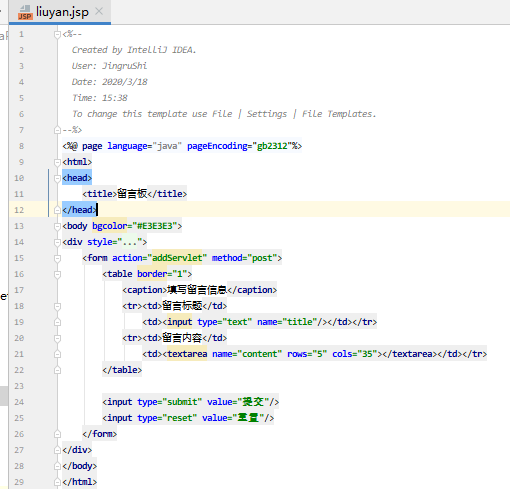 JSP liuyan.jsp
1 <%--
2 Created by IntelliJ IDEA.
3 User: JingruShi
4 Date: 2020/3/18
5 Time: 15:38
6 To change this template use File | Settings | File Templates.
7 --%>
8 <%@ page language="java" pageEncoding="gb2312"%>
9 <html>
10 <head>
11 <title>留言板</title>
12 </head>
13 <body bgcolor="#E3E3E3">
14 <div style="...">
15 <form action="addServlet" method="post">
16 <table border="1">
17 <caption>填写留言信息</caption>
18 <tr><td>留言标题</td>
19 <td><input type="text" name="title"/></td></tr>
20 <tr><td>留言内容</td>
21 <td><textarea name="content" rows="5" cols="35"></textarea></td></tr>
22 </table>
23
24 <input type="submit" value="提交"/>
25 <input type="reset" value="重置"/>
26 </form>
27 </div>
28 </body>
29 </html>